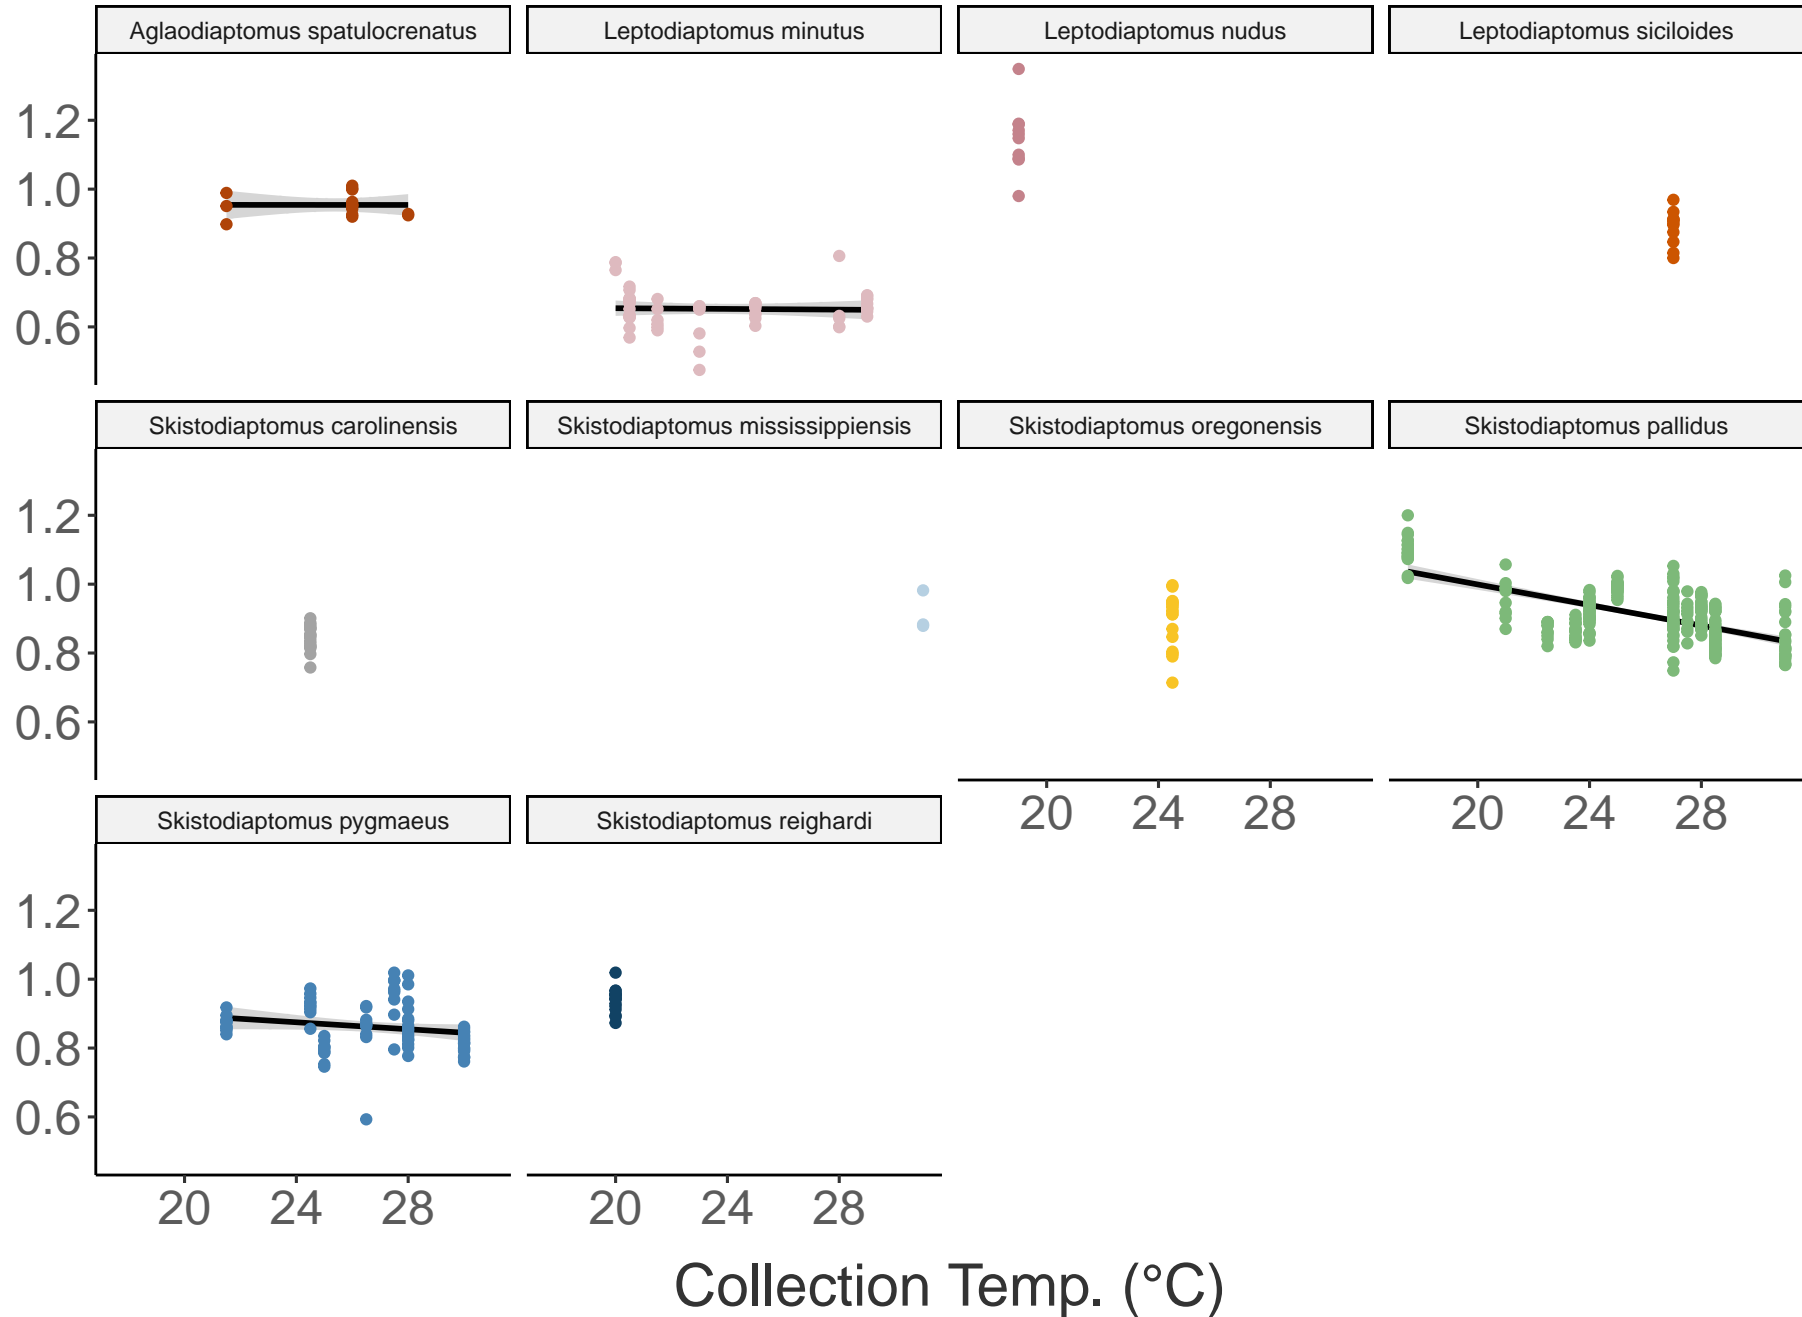 Aglaodiaptomus spatulocrenatus
Leptodiaptomus minutus
Leptodiaptomus nudus
Leptodiaptomus siciloides
1.2
1.0
0.8
0.6
Skistodiaptomus carolinensis
Skistodiaptomus mississippiensis
Skistodiaptomus oregonensis
Skistodiaptomus pallidus
1.2
1.0
0.8
0.6
20 24 28
20 24 28
Skistodiaptomus pygmaeus
Skistodiaptomus reighardi
1.2
1.0
0.8
0.6
20 24 28
20 24 28
Collection Temp. (°C)